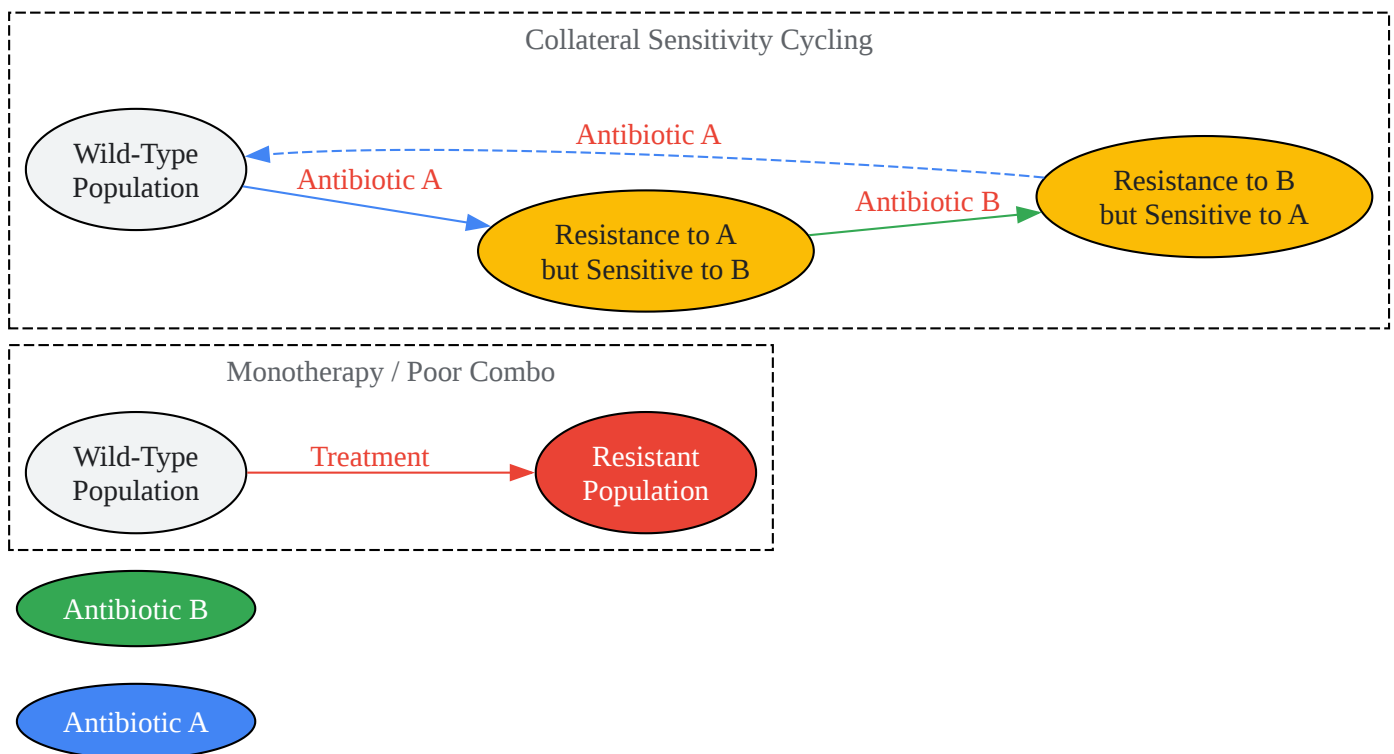 Collateral Sensitivity Cycling
Wild-Type
Population
Antibiotic A
Antibiotic A
Resistance to A
but Sensitive to B
Antibiotic B
Resistance to B
but Sensitive to A
Monotherapy / Poor Combo
Wild-Type
Population
Treatment
Resistant
Population
Antibiotic B
Antibiotic A